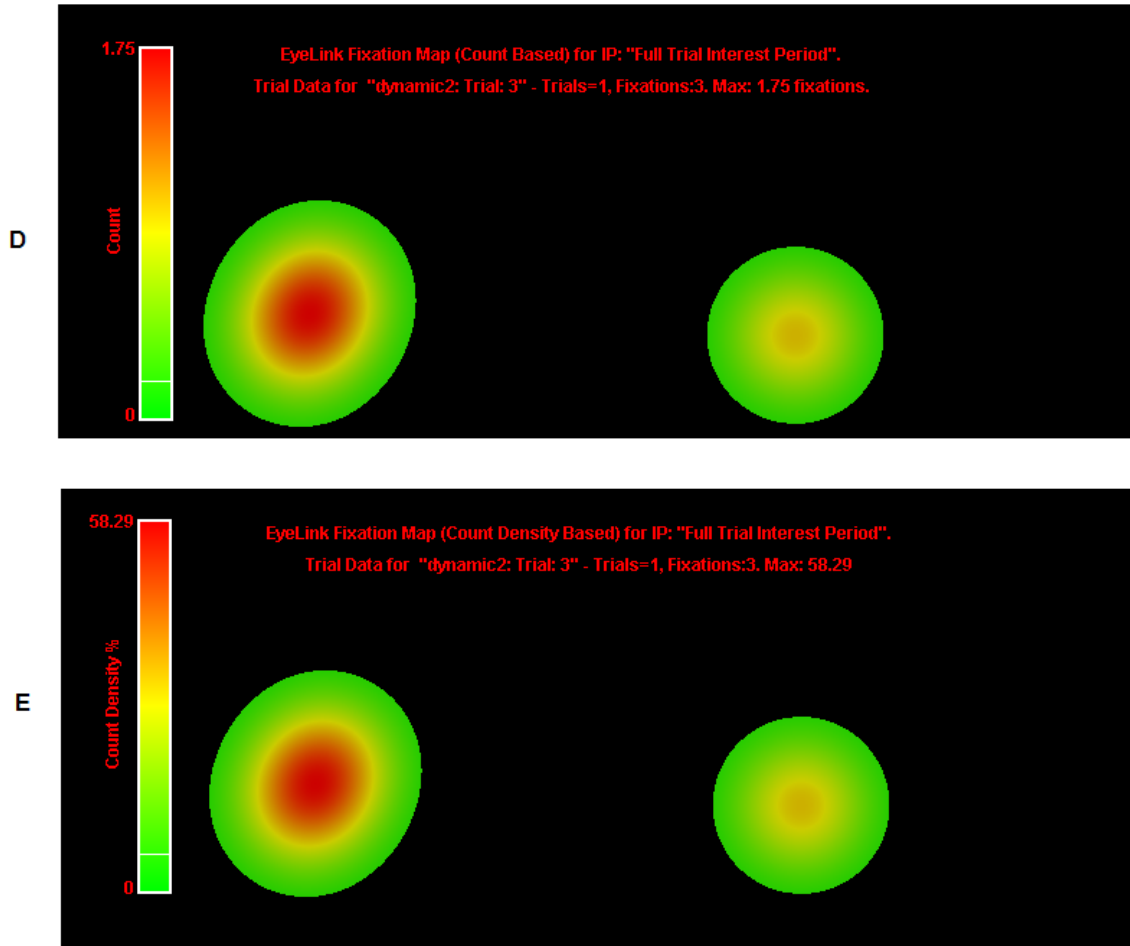 D
1.75
EyeLink Fixation Map (Count Based) for IP: "Full Trial Interest Period".
Trial Data for "dynamic2: Trial: 3" - Trials=1, Fixations:3. Max: 1.75 fixations.
Count
0
E
58.29
EyeLink Fixation Map (Count Density Based) for IP: "Full Trial Interest Period".
Trial Data for "dynamic2: Trial: 3" - Trials=1, Fixations:3. Max: 58.29
Count Density %
0